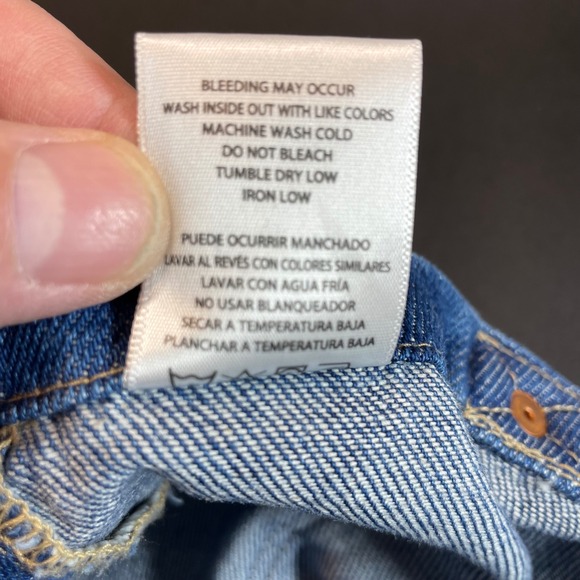 BLEEDING MAY OCCUR
WASH INSIDE OUT WITH LIKE COLORS
MACHINE WASH COLD
DO NOT BLEACH
TUMBLE DRY LOW
IRON LOW
PUEDE OCURRIR MANCHADO
LAVAR AL REVÉS CON COLORES SIMILARES
LAVAR CON AGUA FRÍA
NO USAR BLANQUEADOR
SECAR A TEMPERATURA BAJA
PLANCHAR A TEMPERATURA BAJA